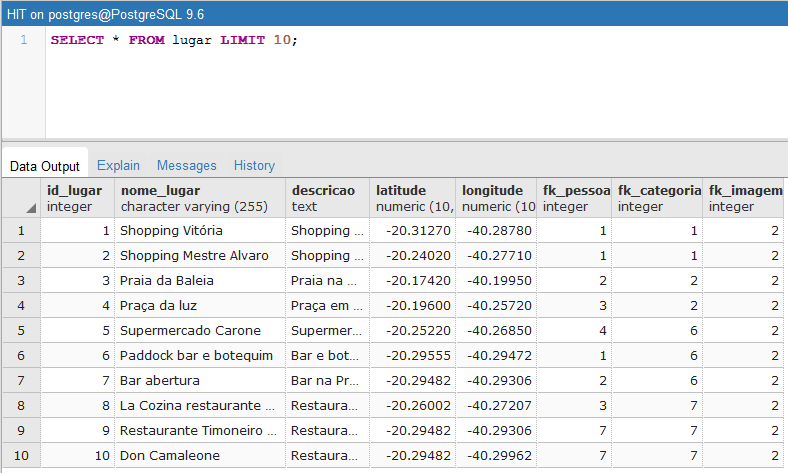 HIT on postgres@PostgreSQL 9.6
1 SELECT * FROM lugar LIMIT 10;
Data Output Explain Messages History
id_lugar nome_lugar descricao latitude longitude fk_pessoa fk_categoria fk_imagem
integer character varying (255) text numeric (10, numeric (10 integer integer integer
1 1 Shopping Vitória Shopping ... -20.31270 -40.28780 1 1 2
2 2 Shopping Mestre Alvaro Shopping ... -20.24020 -40.27710 1 1 2
3 3 Praia da Baleia Praia na ... -20.17420 -40.19950 2 2 2
4 4 Praça da luz Praça em ... -20.19600 -40.25720 3 2 2
5 5 Supermercado Carone Supermer... -20.25220 -40.26850 4 6 2
6 6 Paddock bar e botequim Bar e bot... -20.29555 -40.29472 1 6 2
7 7 Bar abertura Bar na Pr... -20.29482 -40.29306 2 6 2
8 8 La Cozina restaurante ... Restaura... -20.26002 -40.27207 3 7 2
9 9 Restaurante Timoneiro ... Restaura... -20.29482 -40.29306 7 7 2
10 10 Don Camaleone Restaura... -20.29482 -40.29962 7 7 2